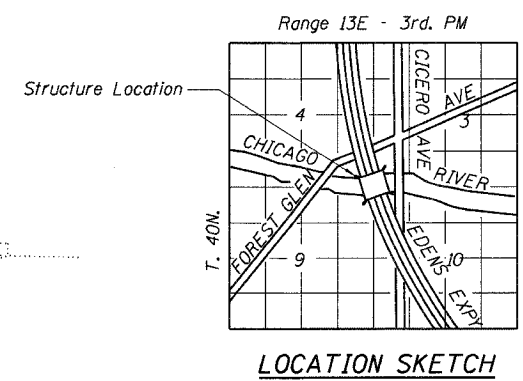 Range 13E - 3rd. PM
Structure Location
T. 40N.
4
3
CICERO AVE
AVE
CHICAGO
RIVER
FOREST GLEN
9
10
EDENS EXPY
LOCATION SKETCH